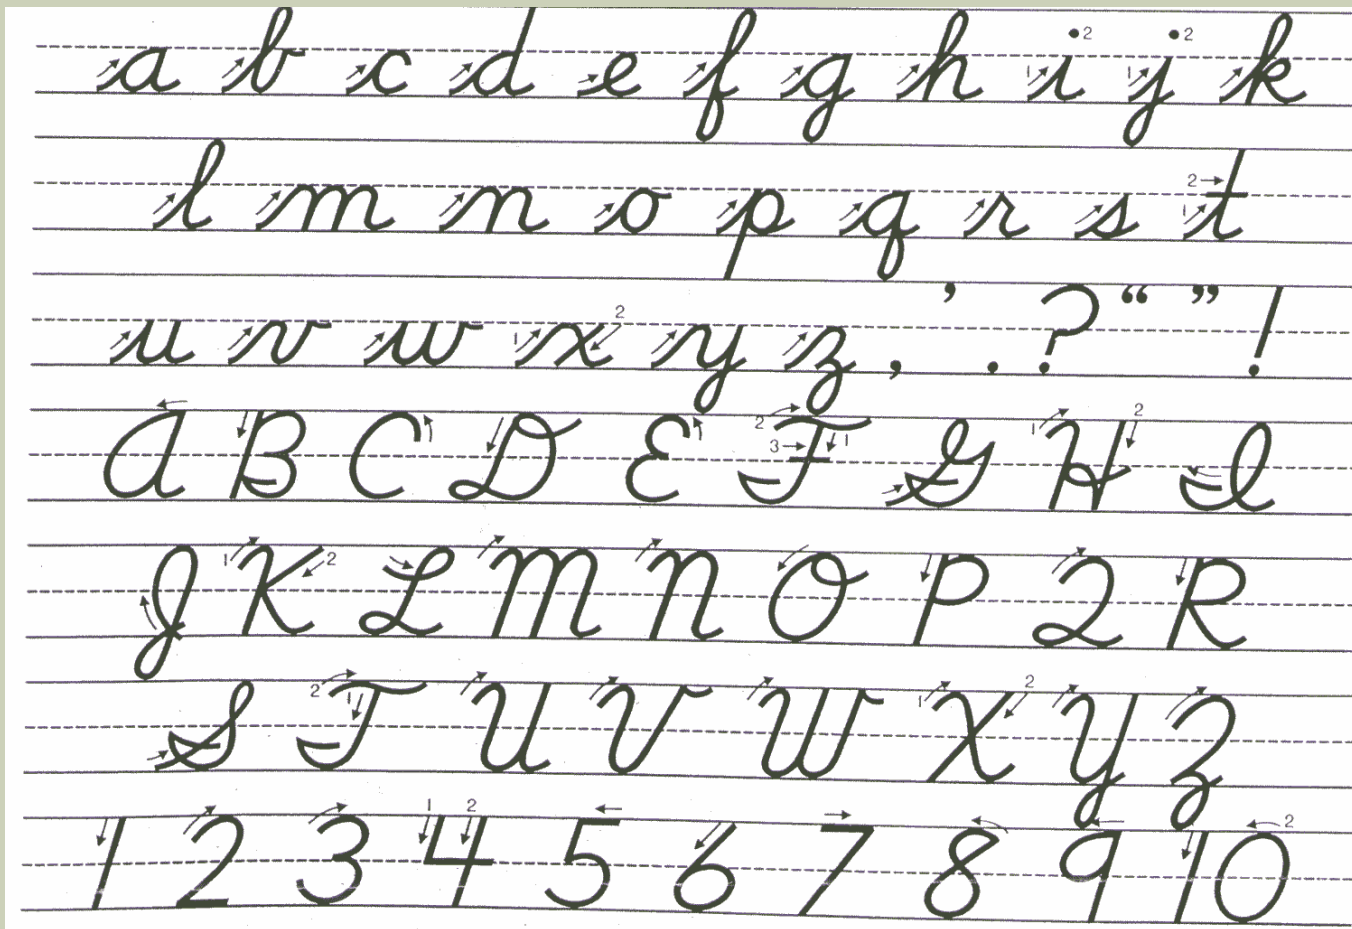 a b c d e f g h i j k
l m n o p q r s t
u v w x y z , . ’ ? “ ” !
A B C D E F G H I
J K L M N O P Q R
S T U V W X Y Z
1 2 3 4 5 6 7 8 9 10